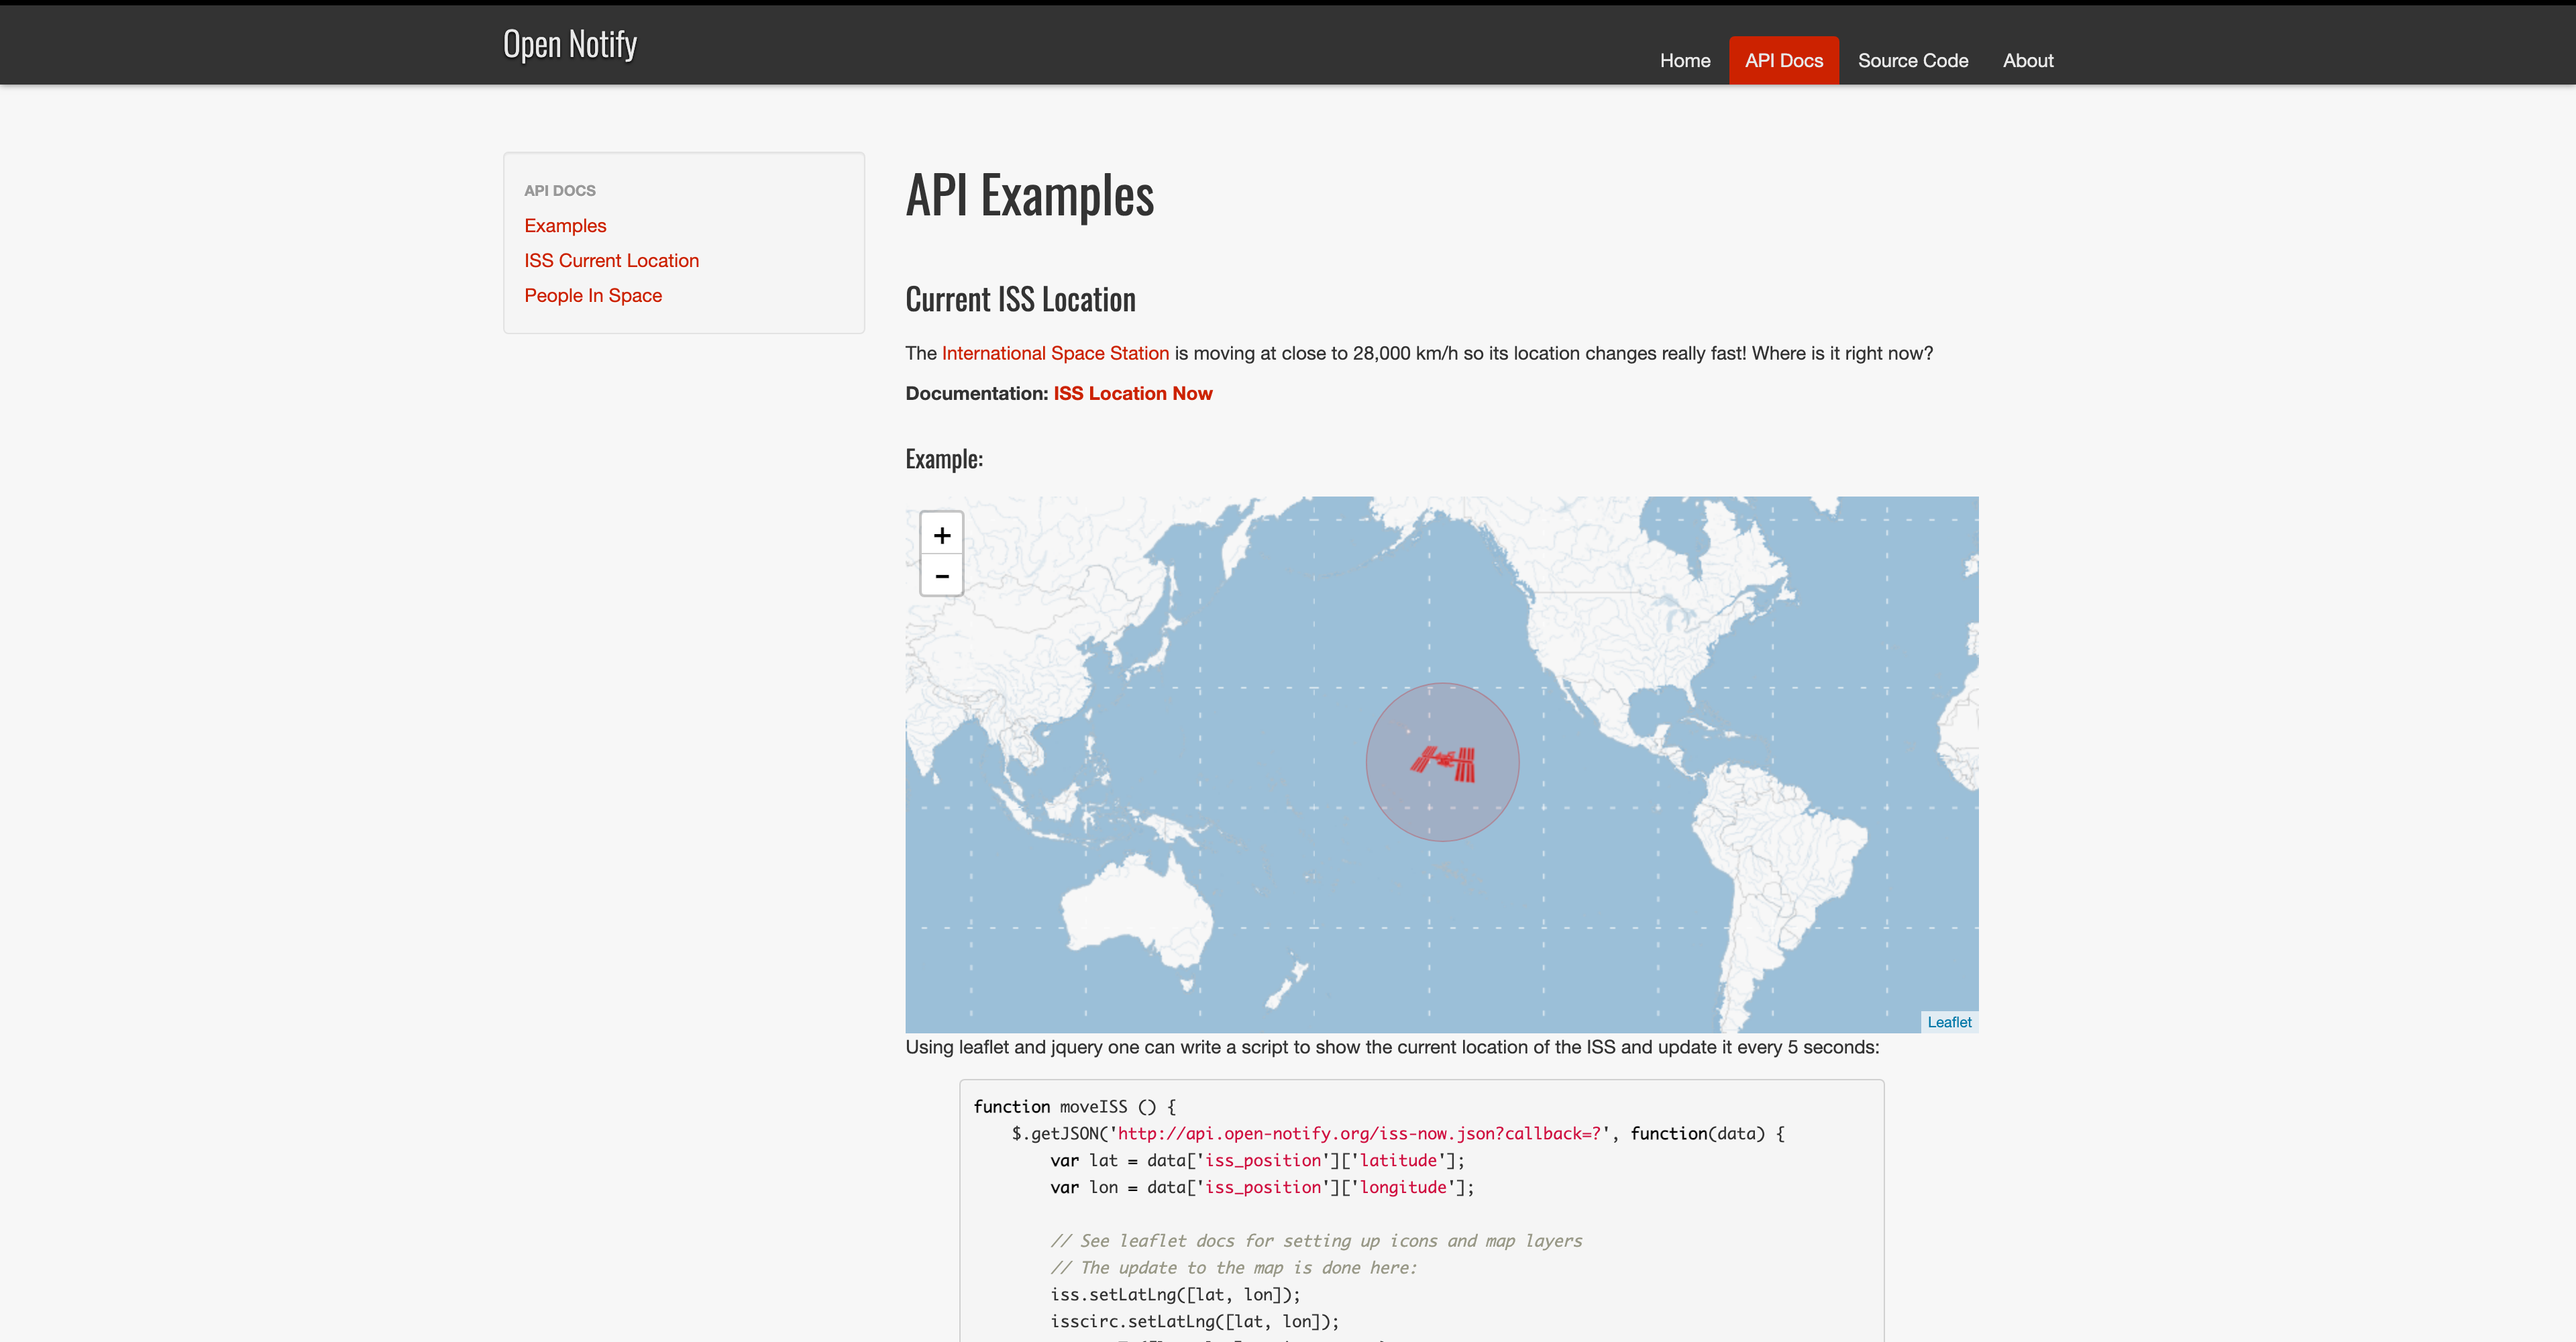 Open Notify
Home
API Docs
Source Code
About
API DOCS
Examples
ISS Current Location
People In Space
API Examples
Current ISS Location
The International Space Station is moving at close to 28,000 km/h so its location changes really fast! Where is it right now?
Documentation: ISS Location Now
Example:
+
−
Leaflet
Using leaflet and jquery one can write a script to show the current location of the ISS and update it every 5 seconds:
function moveISS () {
    $.getJSON('http://api.open-notify.org/iss-now.json?callback=?', function(data) {
        var lat = data['iss_position']['latitude'];
        var lon = data['iss_position']['longitude'];
        // See leaflet docs for setting up icons and map layers
        // The update to the map is done here:
        iss.setLatLng([lat, lon]);
        isscirc.setLatLng([lat, lon]);